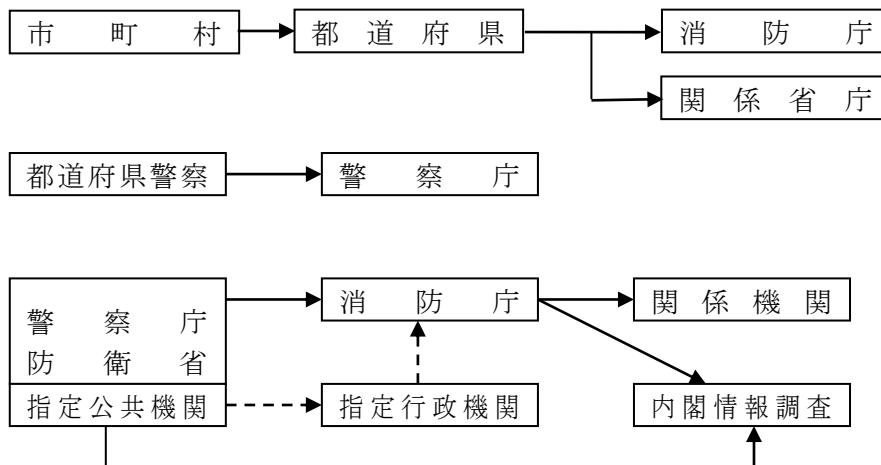 市町村
都道府県
消防庁
関係省庁
都道府県警察
警察庁
警察庁
防衛省
消防庁
関係機関
指定公共機関
指定行政機関
内閣情報調査